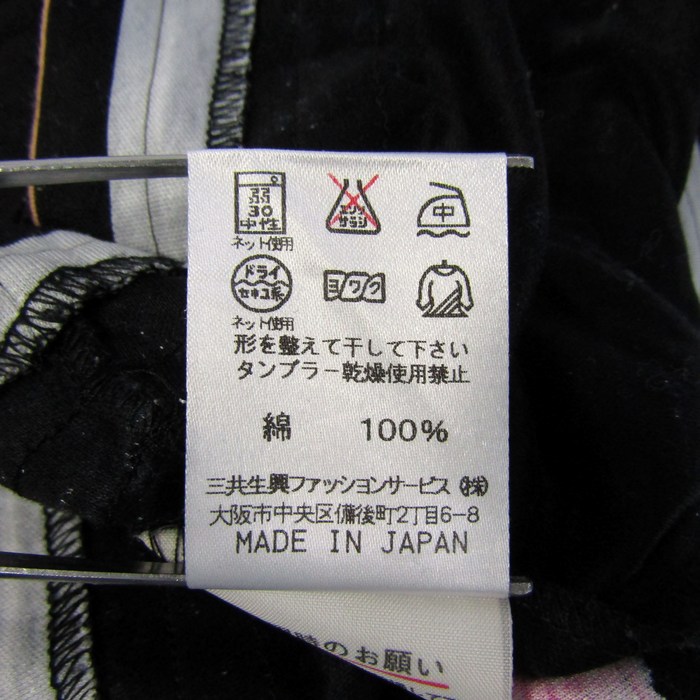 弱
30
中性
ネット使用
エンソ
サラシ
中
ドライ
セキユ系
ネット使用
ヨワク
形を整えて干して下さい
タンブラー乾燥使用禁止
綿 100%
三共生興ファッションサービス(株)
大阪市中央区備後町2丁目6-8
MADE IN JAPAN
のお願い